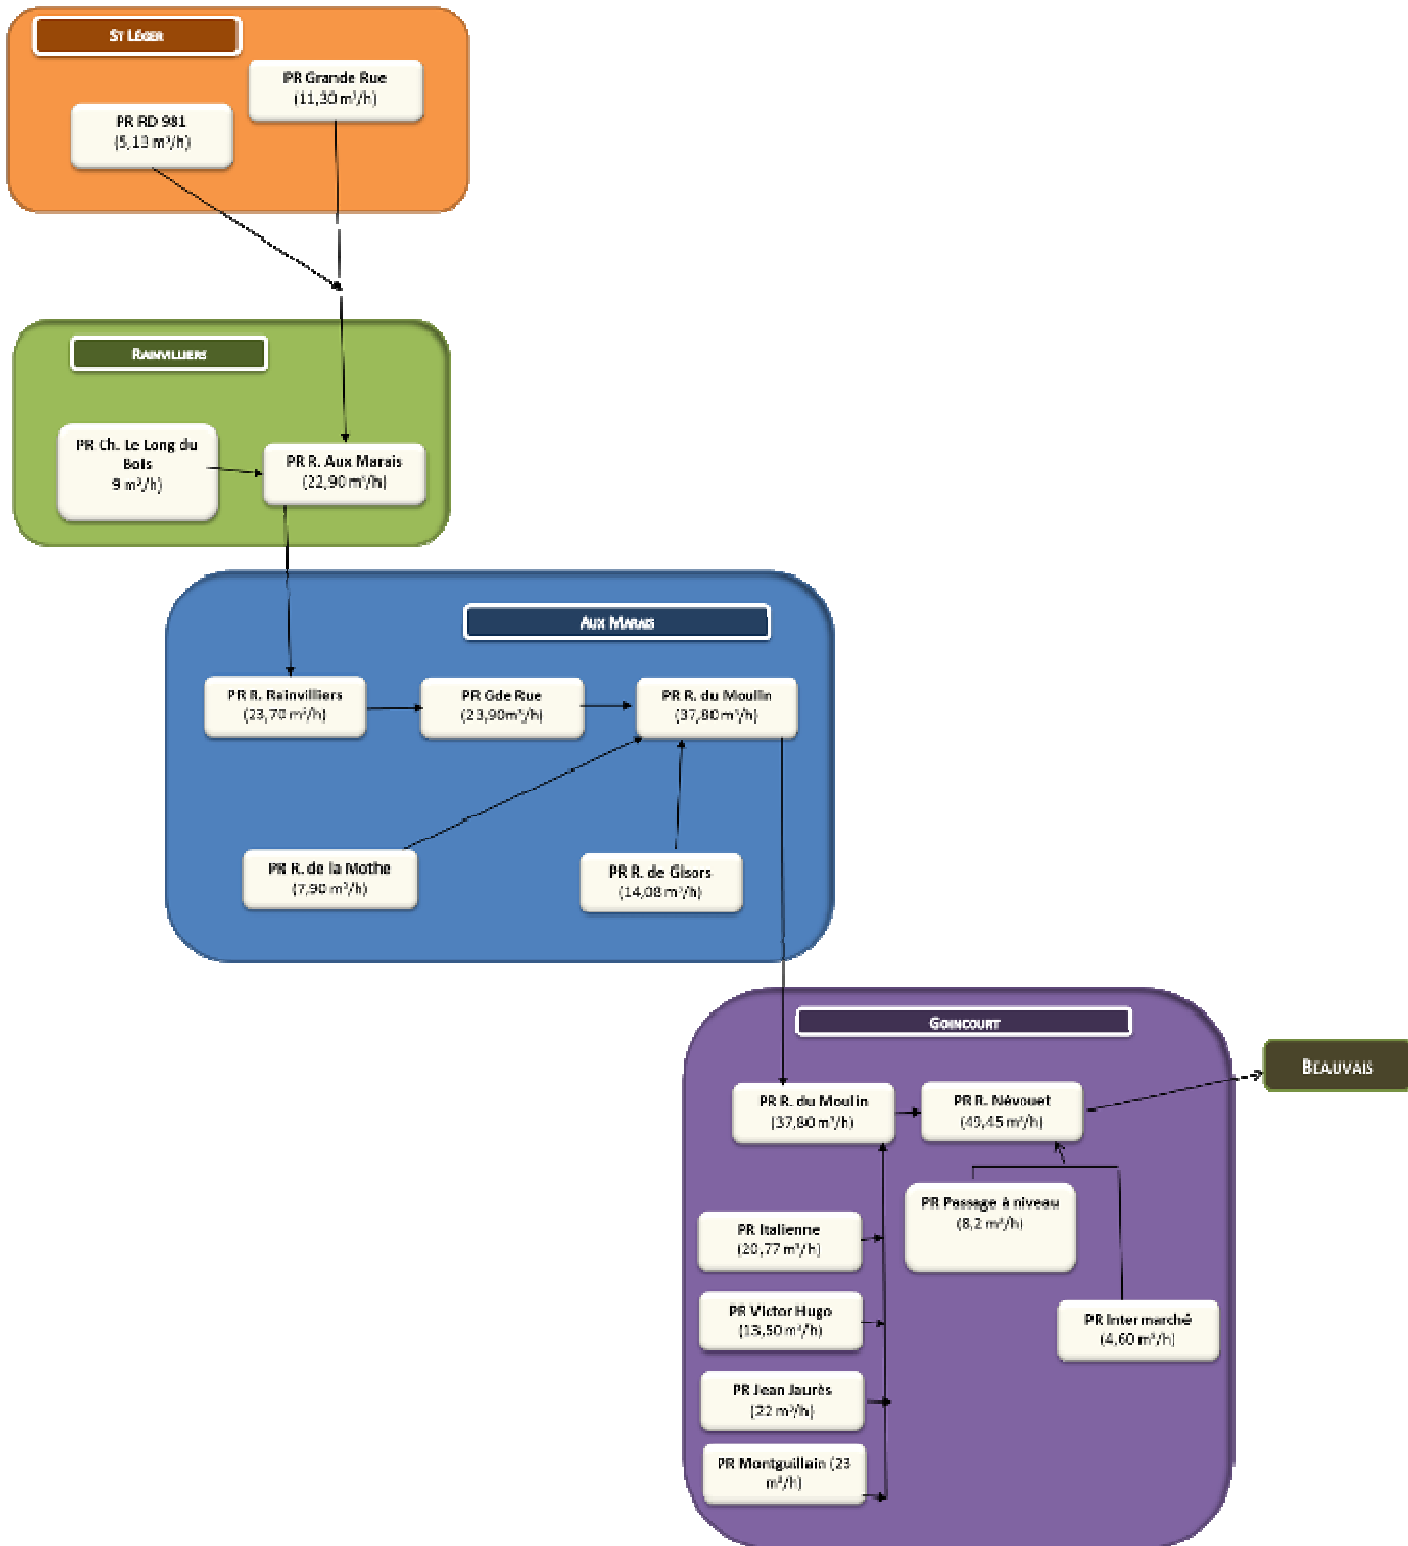 ST LÉGER
PR Grande Rue
(11,30 m³/h)
PR RD 981
(5,13 m³/h)
RAINVILLIERS
PR Ch. Le Long du
Bois
9 m³/h)
PR R. Aux Marais
(22,90 m³/h)
AUX MARAIS
PR R. Rainvilliers
(23,70 m³/h)
PR Gde Rue
(23,90m³/h)
PR R. du Moulin
(37,80 m³/h)
PR R. de la Mothe
(7,90 m³/h)
PR R. de Gisors
(14,08 m³/h)
GOINCOURT
BEAUVAIS
PR R. du Moulin
(37,80 m³/h)
PR R. Névouet
(49,45 m³/h)
PR Passage à niveau
(8,2 m³/h)
PR Italienne
(20,77 m³/h)
PR Victor Hugo
(13,50 m³/h)
PR Inter marché
(4,60 m³/h)
PR Jean Jaurès
(22 m³/h)
PR Montguillain (23
m³/h)